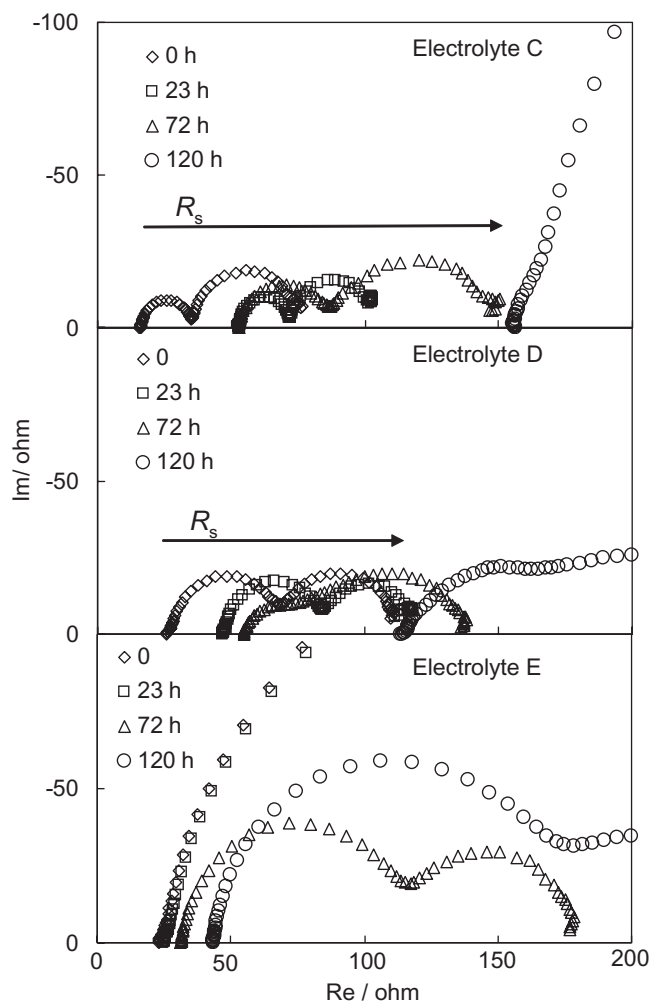 -100
Electrolyte C
0 h
23 h
72 h
120 h
-50
Rs
0
Electrolyte D
0
23 h
72 h
120 h
-50
Rs
0
Electrolyte E
0
23 h
72 h
120 h
-50
0
0 50 100 150 200
Re / ohm
Im/ ohm